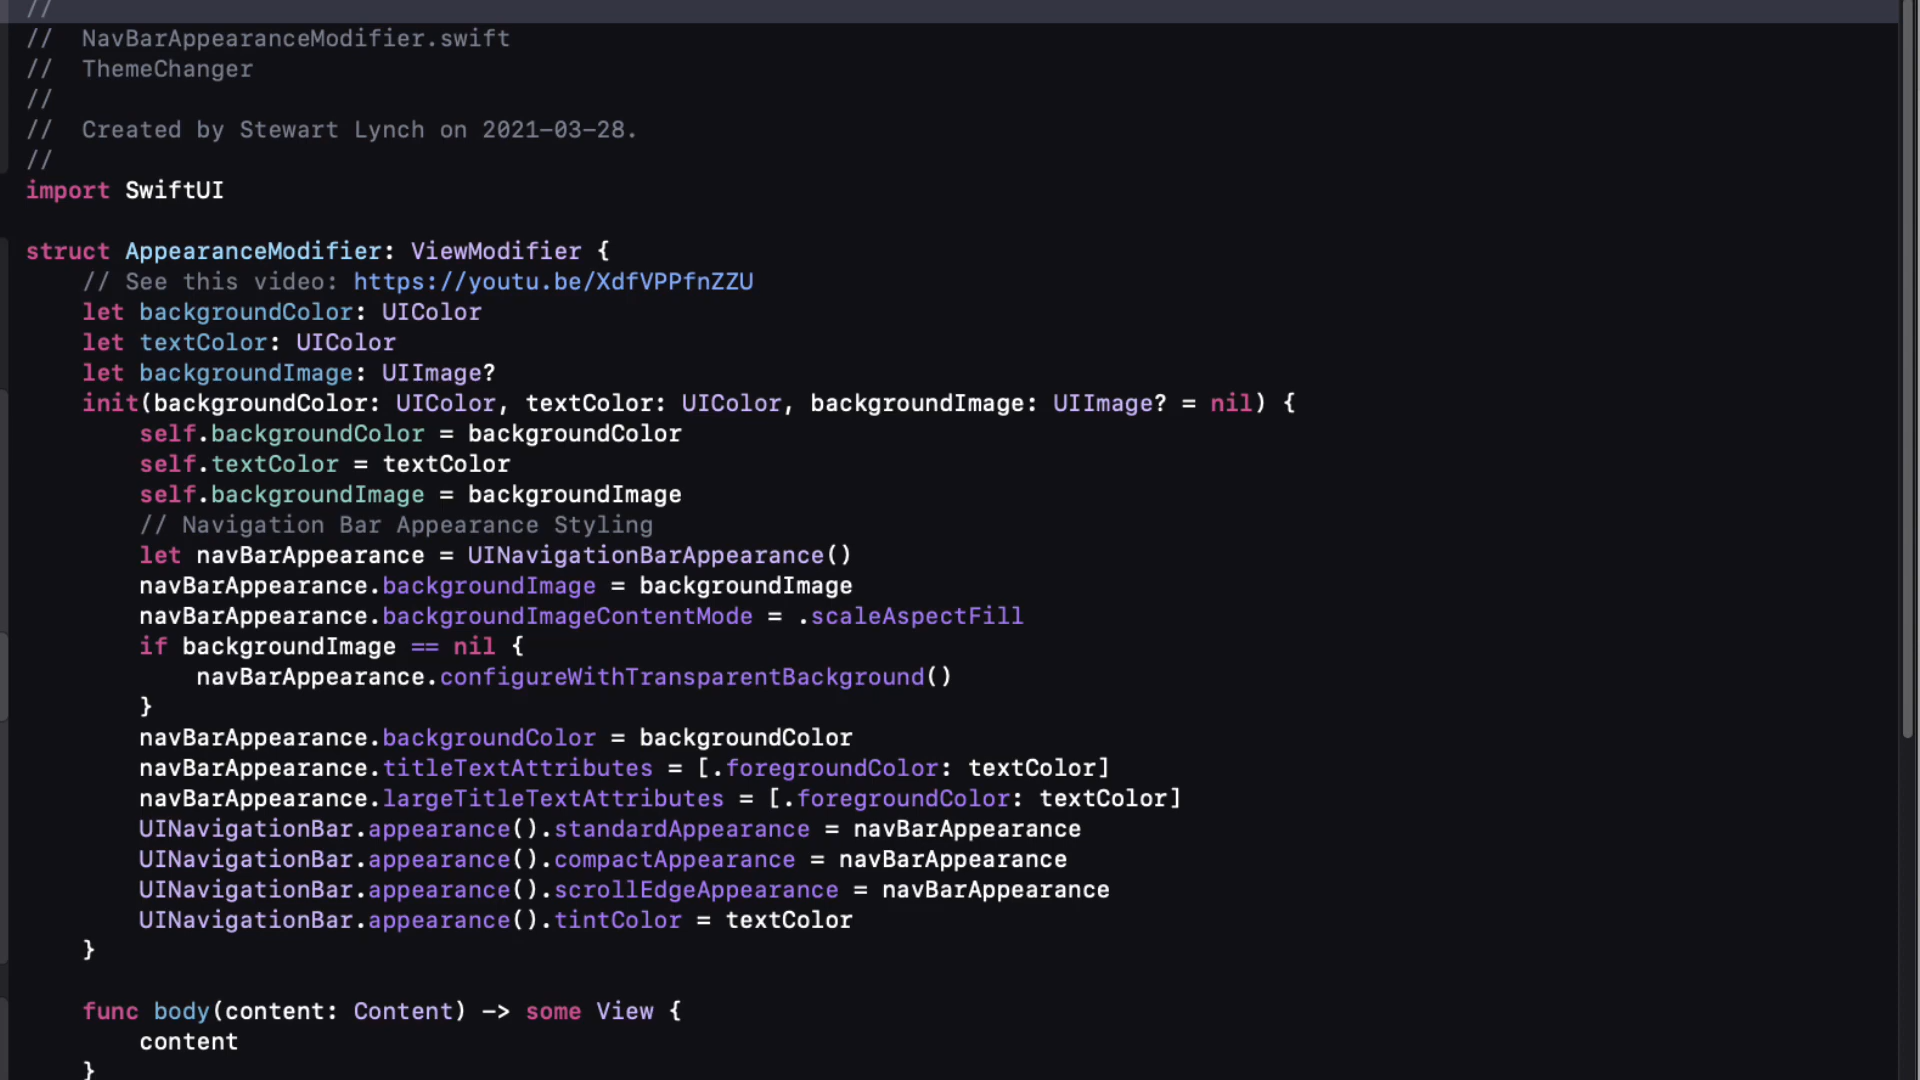 //
//  NavBarAppearanceModifier.swift
//  ThemeChanger
//
//  Created by Stewart Lynch on 2021-03-28.
//
import SwiftUI

struct AppearanceModifier: ViewModifier {
    // See this video: https://youtu.be/XdfVPPfnZZU
    let backgroundColor: UIColor
    let textColor: UIColor
    let backgroundImage: UIImage?
    init(backgroundColor: UIColor, textColor: UIColor, backgroundImage: UIImage? = nil) {
        self.backgroundColor = backgroundColor
        self.textColor = textColor
        self.backgroundImage = backgroundImage
        // Navigation Bar Appearance Styling
        let navBarAppearance = UINavigationBarAppearance()
        navBarAppearance.backgroundImage = backgroundImage
        navBarAppearance.backgroundImageContentMode = .scaleAspectFill
        if backgroundImage == nil {
            navBarAppearance.configureWithTransparentBackground()
        }
        navBarAppearance.backgroundColor = backgroundColor
        navBarAppearance.titleTextAttributes = [.foregroundColor: textColor]
        navBarAppearance.largeTitleTextAttributes = [.foregroundColor: textColor]
        UINavigationBar.appearance().standardAppearance = navBarAppearance
        UINavigationBar.appearance().compactAppearance = navBarAppearance
        UINavigationBar.appearance().scrollEdgeAppearance = navBarAppearance
        UINavigationBar.appearance().tintColor = textColor
    }

    func body(content: Content) -> some View {
        content
    }